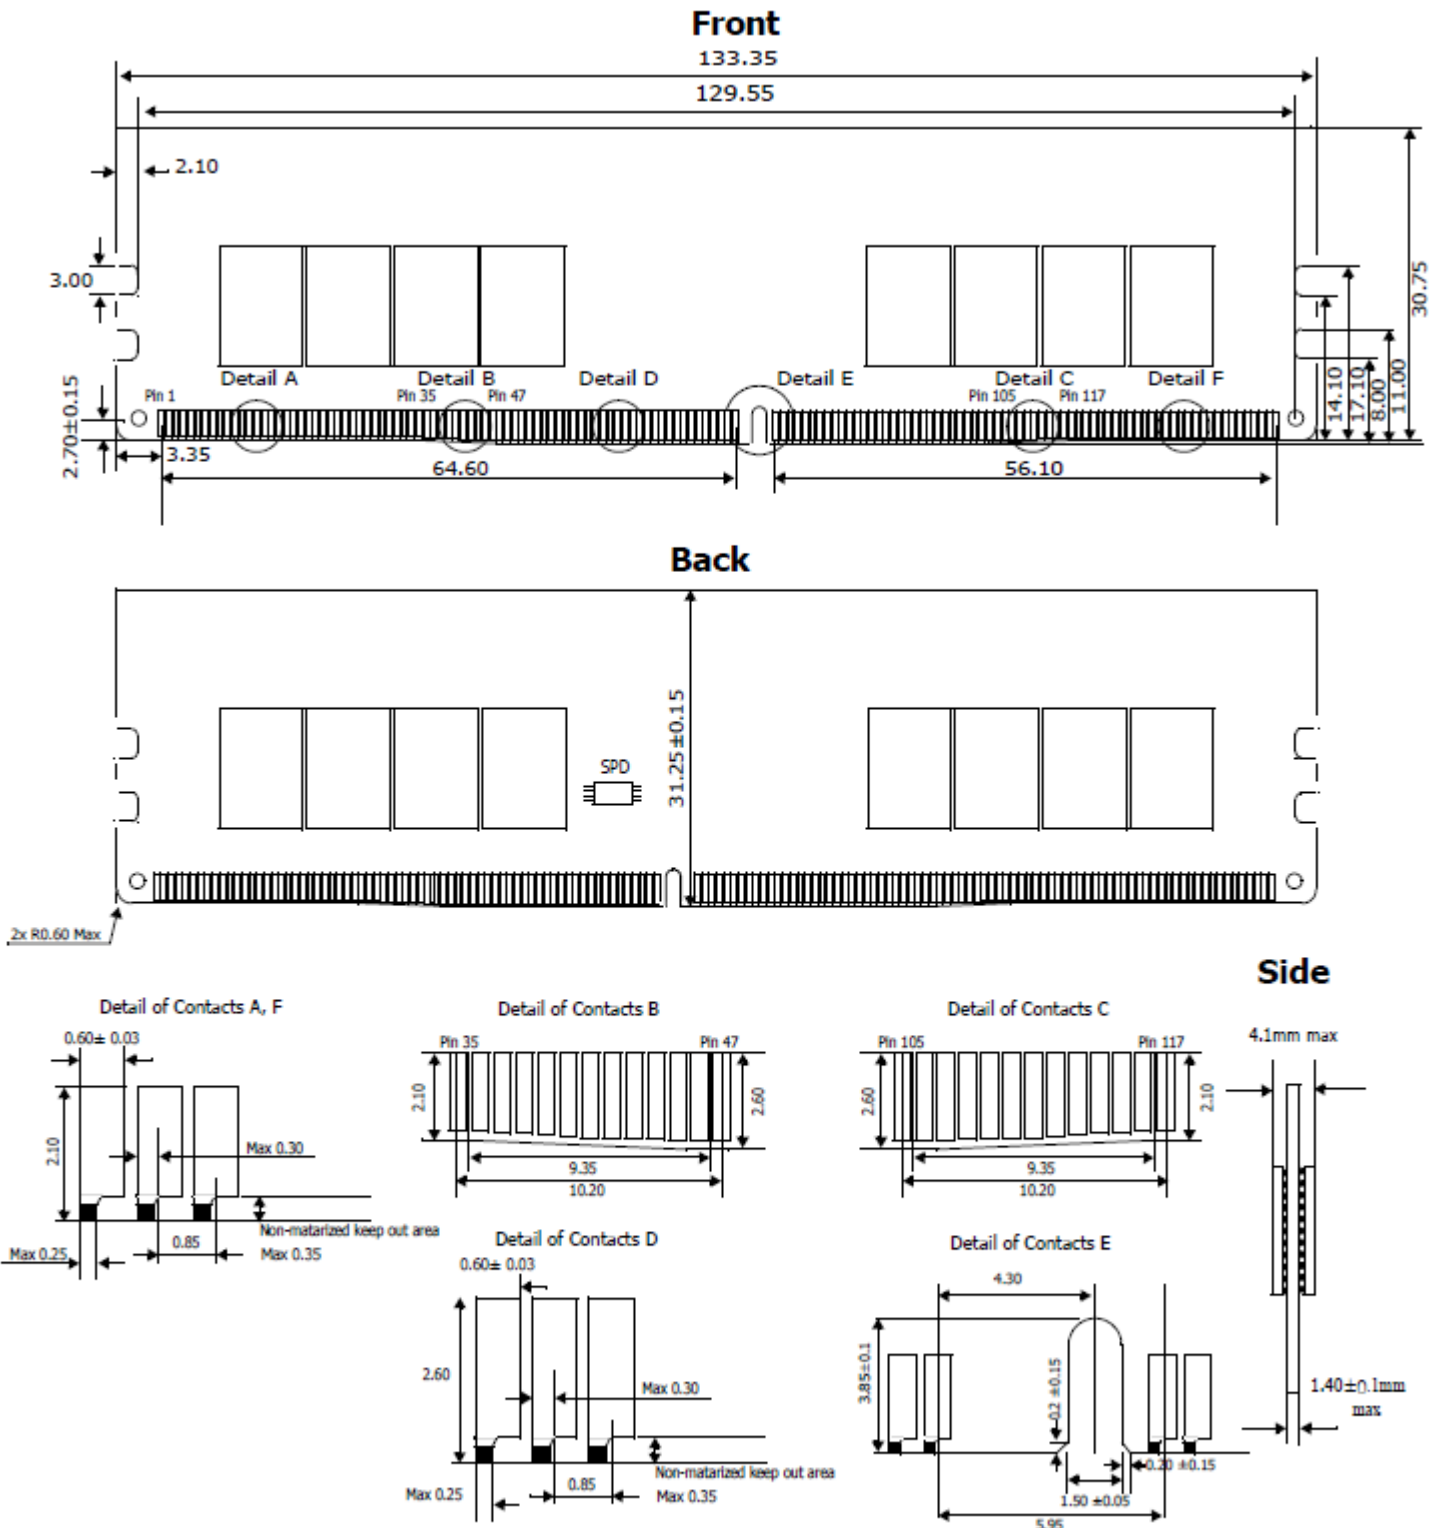 Front
133.35
129.55
2.10
3.00
30.75
Detail A
Detail B
Detail D
Detail E
Detail C
Detail F
Pin 1
Pin 35
Pin 47
Pin 105
Pin 117
14.10
17.10
8.00
11.00
2.70±0.15
3.35
64.60
56.10
Back
31.25±0.15
SPD
2x R0.60 Max
Side
Detail of Contacts A, F
0.60± 0.03
2.10
Max 0.30
Non-matarized keep out area
Max 0.25
0.85
Max 0.35
Detail of Contacts B
Pin 35
Pin 47
2.10
2.60
9.35
10.20
Detail of Contacts C
Pin 105
Pin 117
2.60
2.10
9.35
10.20
4.1mm max
1.40±0.1mm
max
Detail of Contacts D
0.60± 0.03
2.60
Max 0.30
Non-matarized keep out area
Max 0.25
0.85
Max 0.35
Detail of Contacts E
4.30
3.85±0.1
0.2 ±0.15
0.20 ±0.15
1.50 ±0.05
5.95